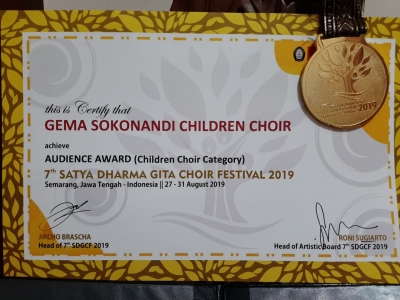 this is Certify that
GEMA SOKONANDI CHILDREN CHOIR
achieve
AUDIENCE AWARD (Children Choir Category)
7th SATYA DHARMA GITA CHOIR FESTIVAL 2019
Semarang, Jawa Tengah - Indonesia || 27 - 31 August 2019
BRASCHA
Head of 7th SDGCF 2019
RONI SUGIARTO
Head of Artistic Board 7th SDGCF 2019
2019